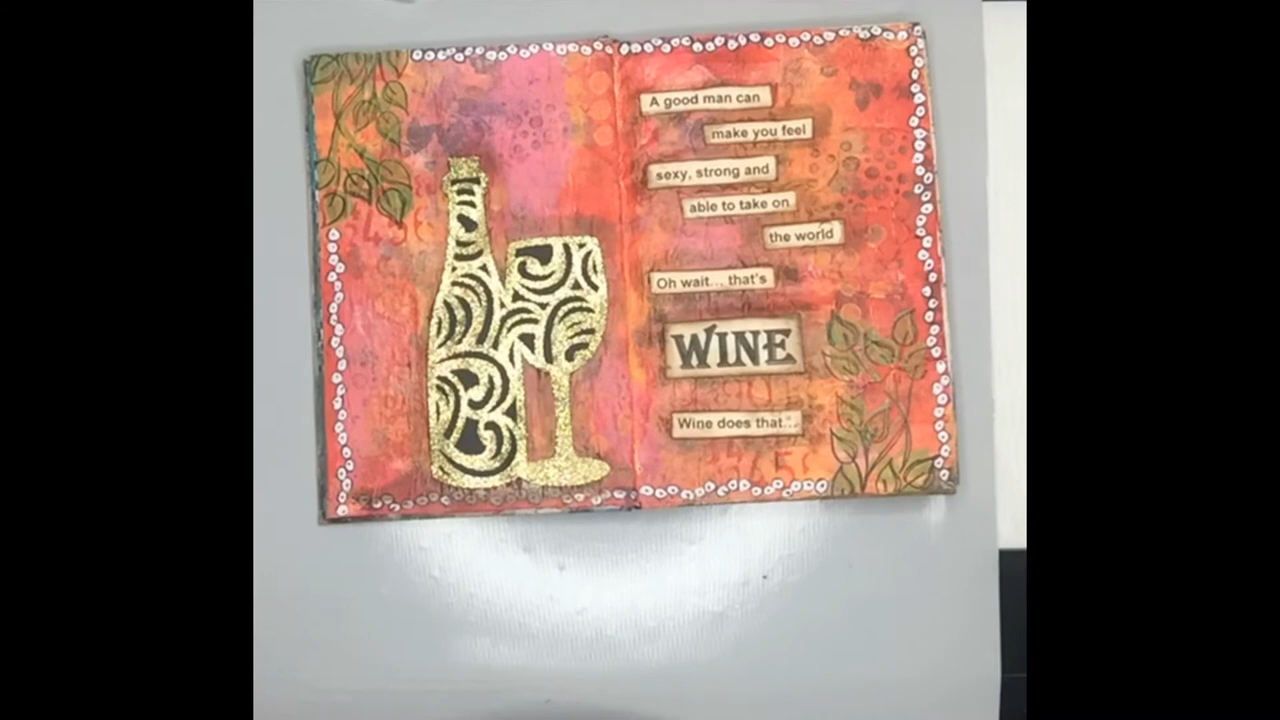 A good man can
make you feel
sexy, strong and
able to take on
the world
Oh wait... that's
WINE
Wine does that...